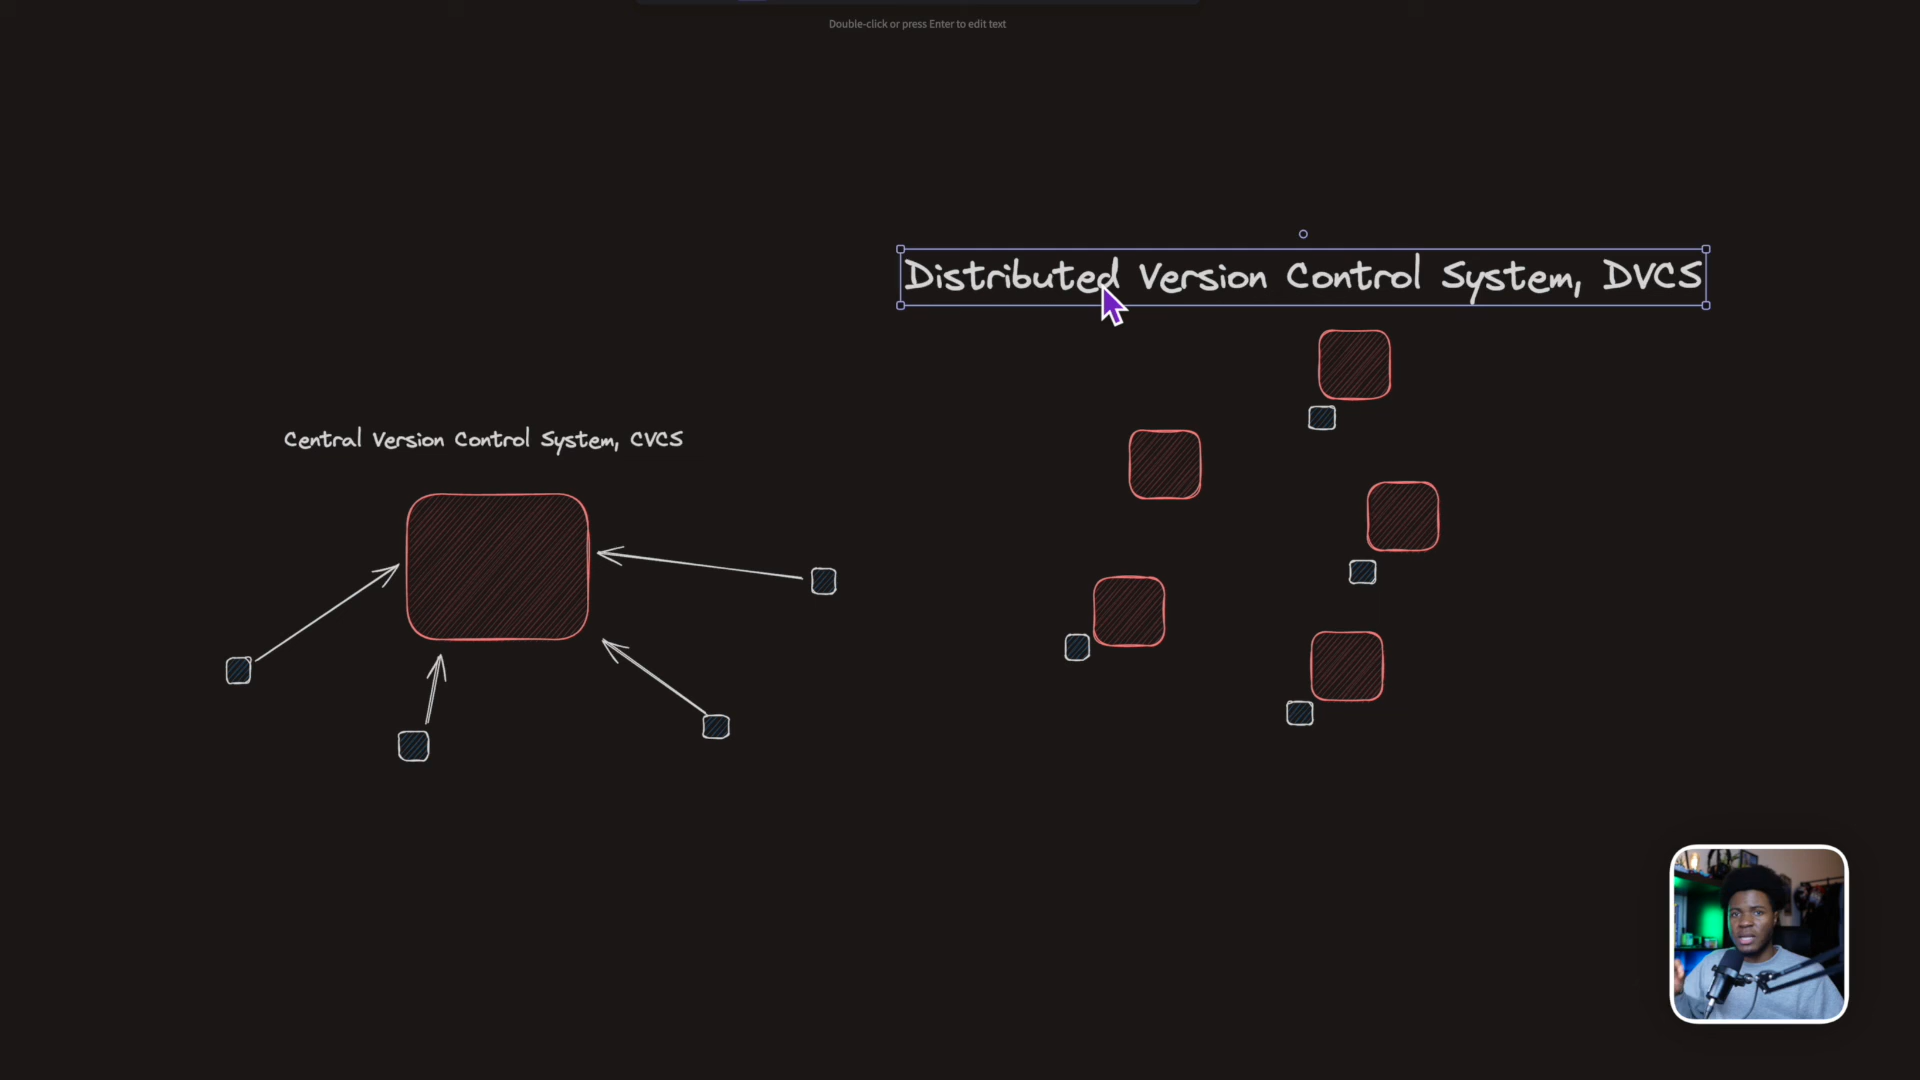 Double-click or press Enter to edit text
Distributed Version Control System, DVCS
Central Version Control System, CVCS